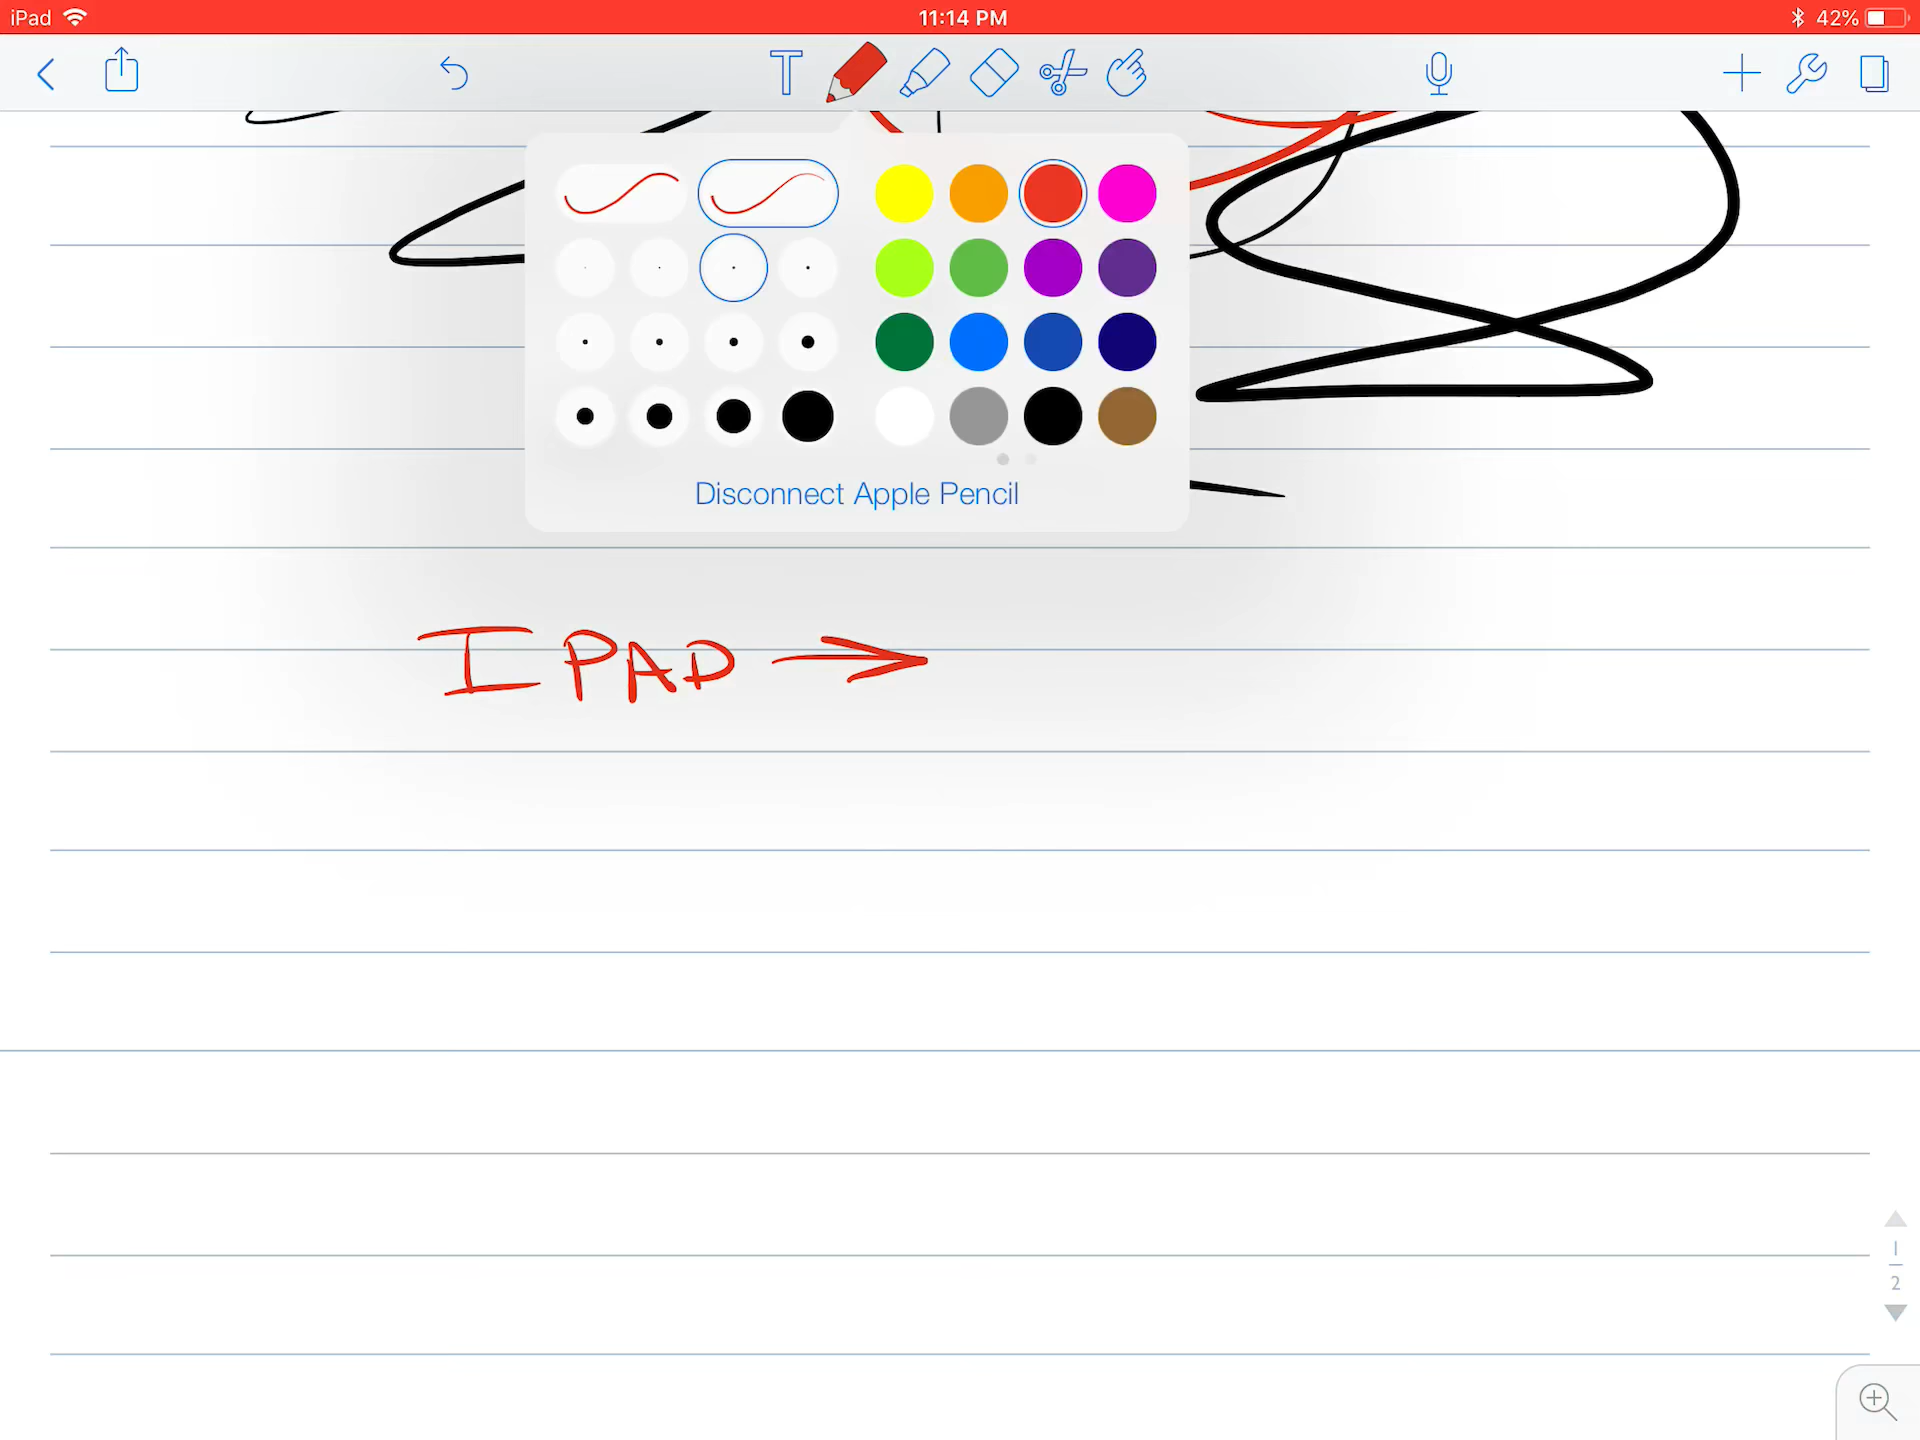 iPad 11:14 PM 42%
T
Disconnect Apple Pencil
IPAD →
1
2